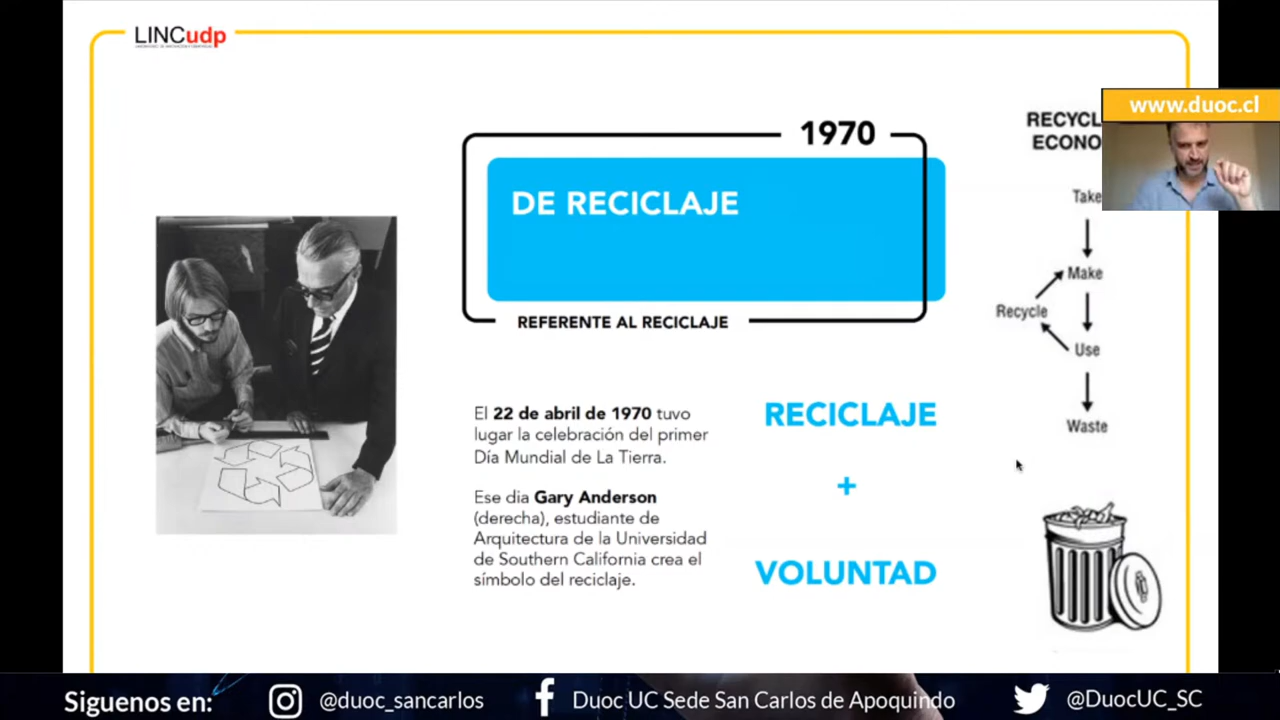 LINCudp
www.duoc.cl
1970
DE RECICLAJE
REFERENTE AL RECICLAJE
El 22 de abril de 1970 tuvo
lugar la celebración del primer
Día Mundial de La Tierra.
Ese dia Gary Anderson
(derecha), estudiante de
Arquitectura de la Universidad
de Southern California crea el
símbolo del reciclaje.
RECICLAJE
+
VOLUNTAD
RECYCL
ECONO
Take
Make
Recycle
Use
Waste
Siguenos en:
@duoc_sancarlos
Duoc UC Sede San Carlos de Apoquindo
@DuocUC_SC